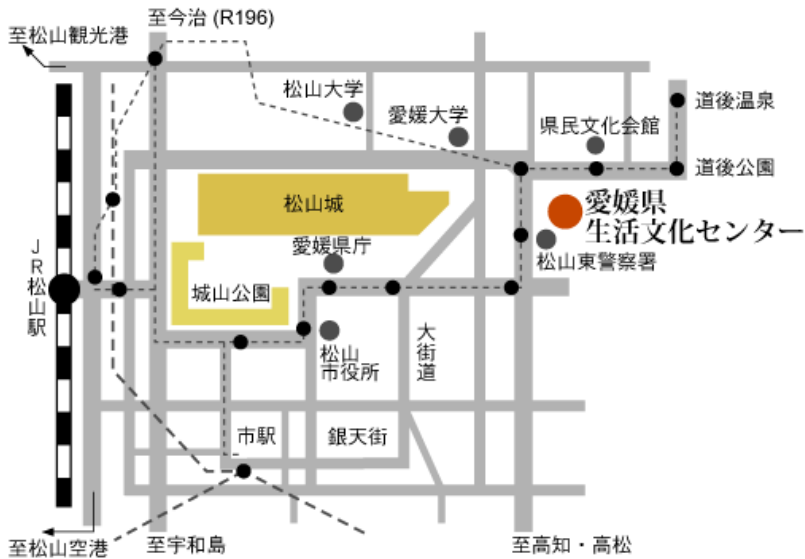 至今治 (R196)
至松山観光港
松山大学
愛媛大学
県民文化会館
道後温泉
道後公園
松山城
愛媛県
生活文化センター
愛媛県庁
松山東警察署
JR松山駅
城山公園
松山
市役所
大街道
市駅
銀天街
至松山空港
至宇和島
至高知・高松